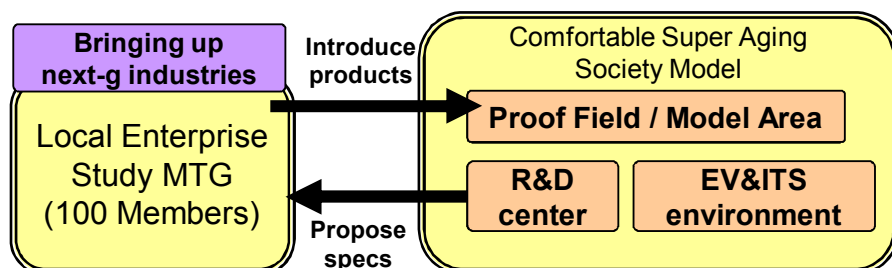 Bringing up
next-g industries
Local Enterprise
Study MTG
(100 Members)
Introduce
products
Propose
specs
Comfortable Super Aging
Society Model
Proof Field / Model Area
R&D
center
EV&ITS
environment